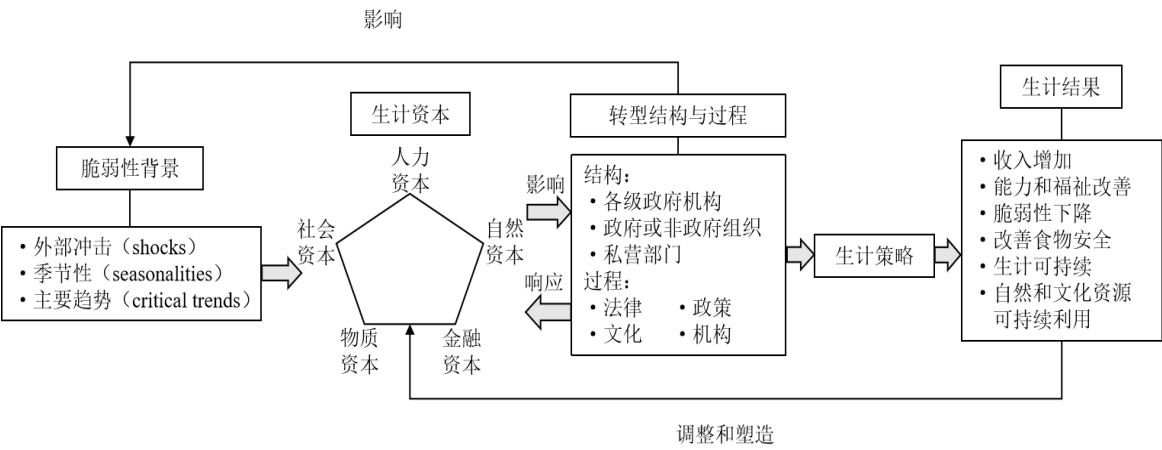 影响
脆弱性背景
• 外部冲击（shocks）
• 季节性（seasonalities）
• 主要趋势（critical trends）
生计资本
人力
资本
社会
资本
自然
资本
物质
资本
金融
资本
影响
响应
转型结构与过程
结构：
• 各级政府机构
• 政府或非政府组织
• 私营部门
过程：
• 法律 • 政策
• 文化 • 机构
生计策略
生计结果
• 收入增加
• 能力和福祉改善
• 脆弱性下降
• 改善食物安全
• 生计可持续
• 自然和文化资源
可持续利用
调整和塑造